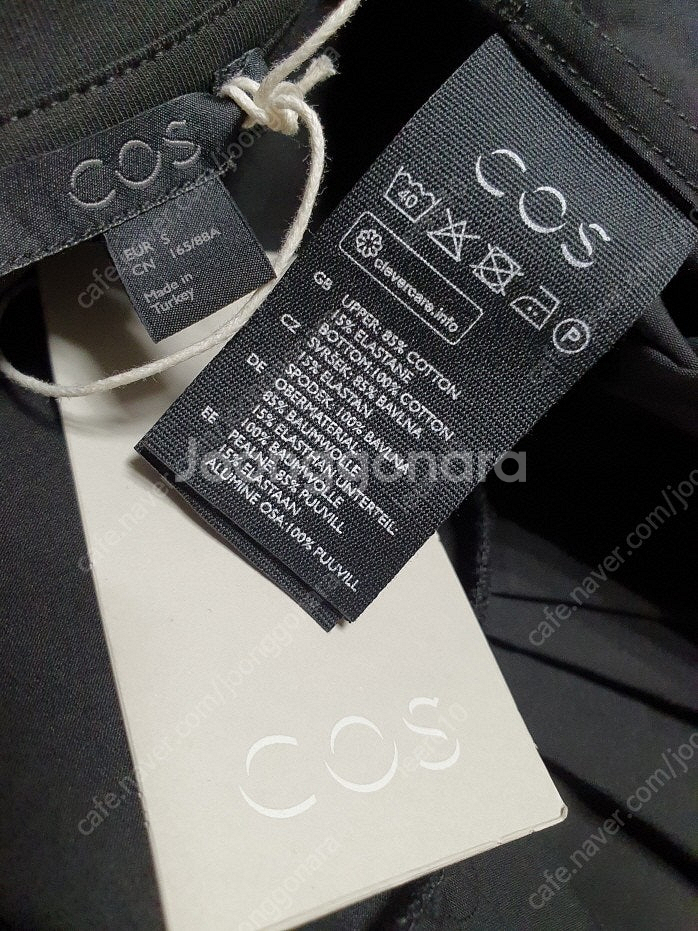 COS
EUR S
CN 165/88A
Made in
Turkey
COS
40
P
clevercare.info
GB UPPER: 85% COTTON
15% ELASTANE
BOTTOM:100% COTTON
CZ SVRŠEK: 85% BAVLNA
15% ELASTAN
SPODEK: 100% BAVLNA
DE OBERMATERIAL:
85% BAUMWOLLE
15% ELASTHAN UNTERTEIL
100% BAUMWOLLE
EE PEALNE: 85% PUUVILL
15% ELASTAAN
ALUMINE OSA:100% PUUVILL
COS
Joonggonara
cafe.naver.com/joonggonara